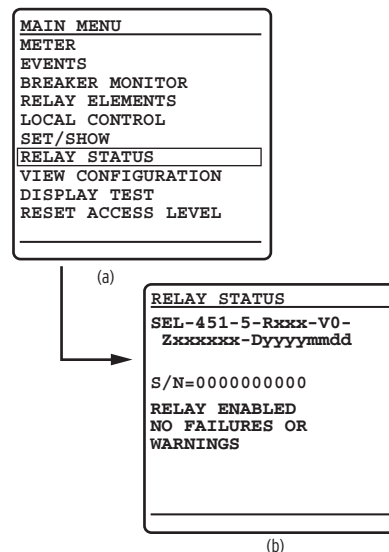 MAIN MENU
METER
EVENTS
BREAKER MONITOR
RELAY ELEMENTS
LOCAL CONTROL
SET/SHOW
RELAY STATUS
VIEW CONFIGURATION
DISPLAY TEST
RESET ACCESS LEVEL
(a)
RELAY STATUS
SEL-451-5-Rxxx-V0-
Zxxxxxx-Dyyyymmdd
S/N=0000000000
RELAY ENABLED
NO FAILURES OR
WARNINGS
(b)